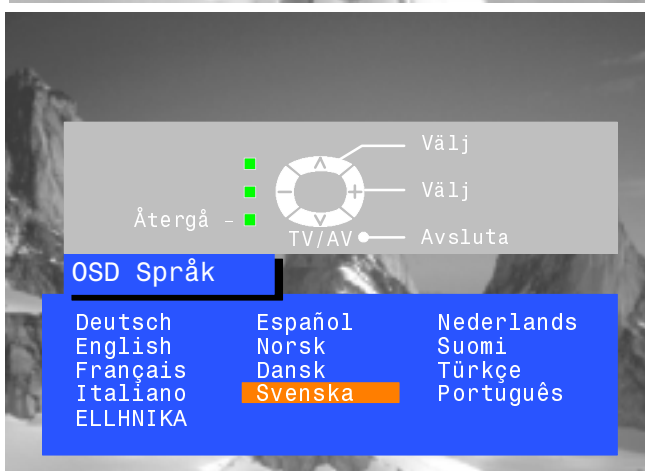 Välj
Välj
Återgå –
TV/AV
Avsluta
OSD Språk
Deutsch Español Nederlands
English Norsk Suomi
Français Dansk Türkçe
Italiano Svenska Português
ELLHNIKA